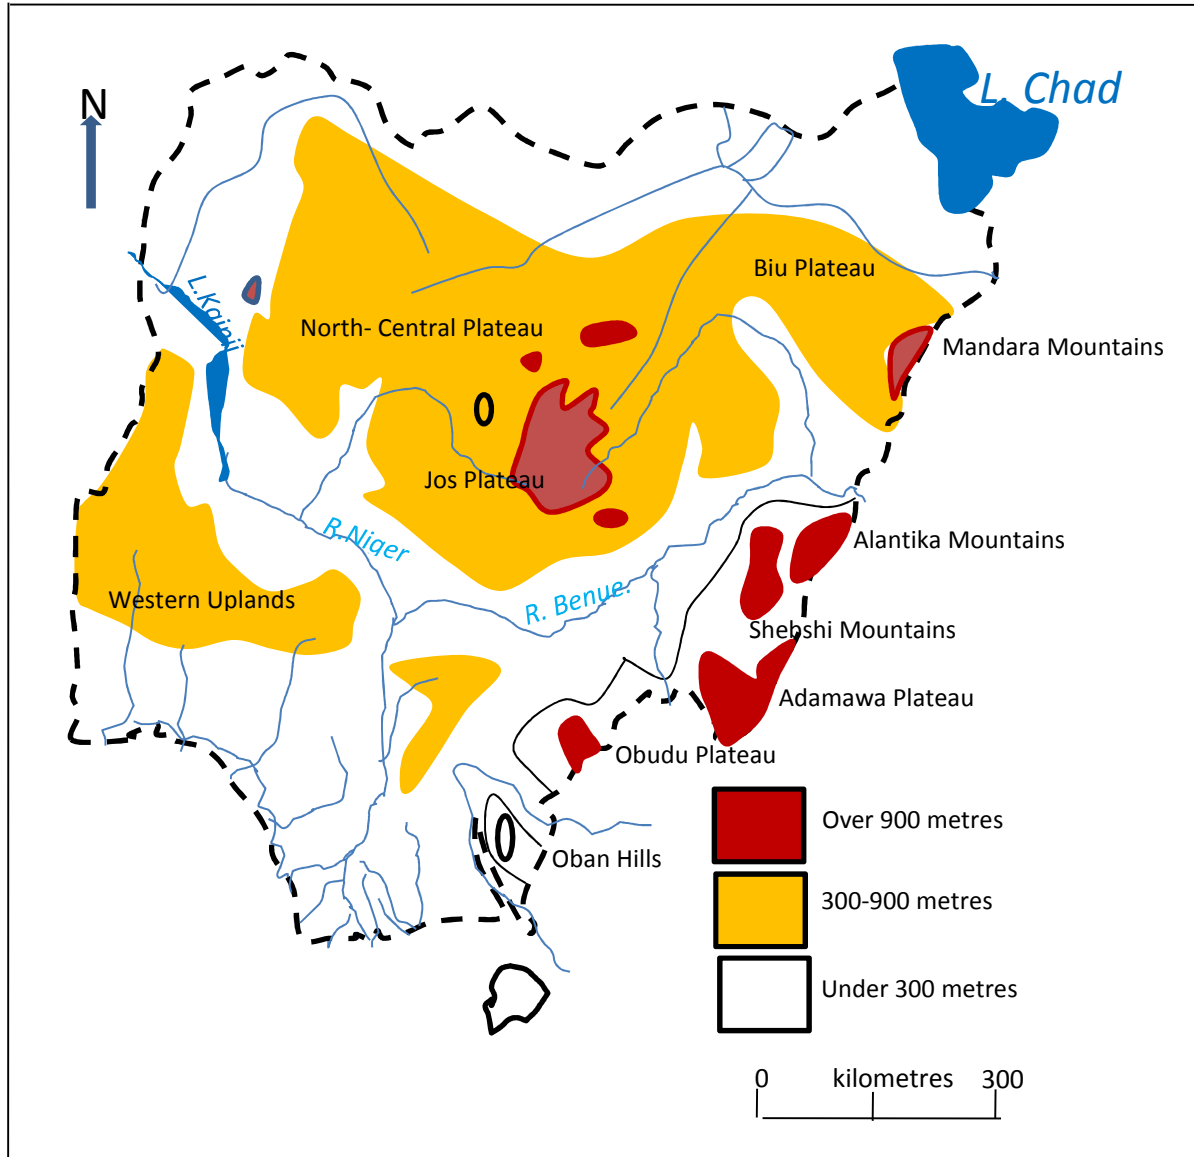 N
L. Chad
Biu Plateau
L.Kainji
North- Central Plateau
Mandara Mountains
Jos Plateau
R.Niger
Alantika Mountains
Western Uplands
R. Benue.
Shebshi Mountains
Adamawa Plateau
Obudu Plateau
Over 900 metres
Oban Hills
300-900 metres
Under 300 metres
0 kilometres 300